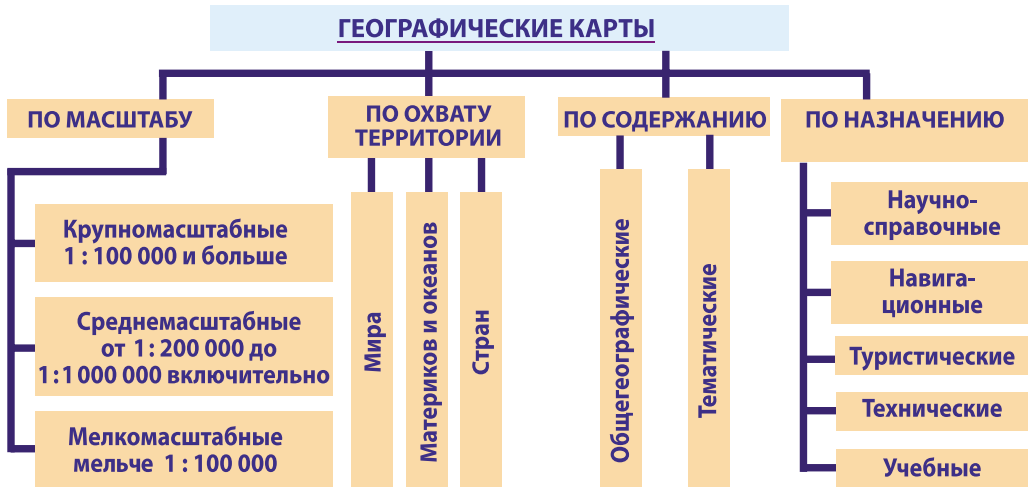 ГЕОГРАФИЧЕСКИЕ КАРТЫ
ПО МАСШТАБУ
Крупномасштабные
1 : 100 000 и больше
Среднемасштабные
от 1 : 200 000 до
1 : 1 000 000 включительно
Мелкомасштабные
мельче 1 : 100 000
ПО ОХВАТУ
ТЕРРИТОРИИ
Мира
Материков и океанов
Стран
ПО СОДЕРЖАНИЮ
Общегеографические
Тематические
ПО НАЗНАЧЕНИЮ
Научно-
справочные
Навига-
ционные
Туристические
Технические
Учебные